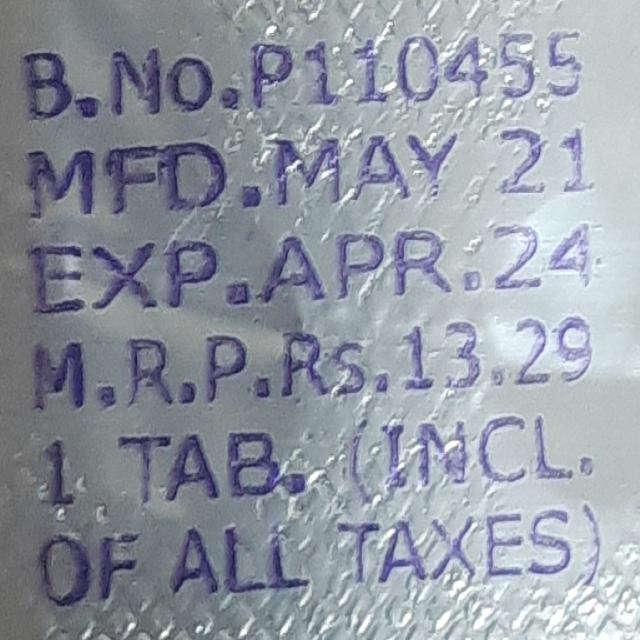 B.No.P110455
MFD.MAY 21
EXP.APR.24
M.R.P.Rs.13.29
1 TAB. (INCL.
OF ALL TAXES)